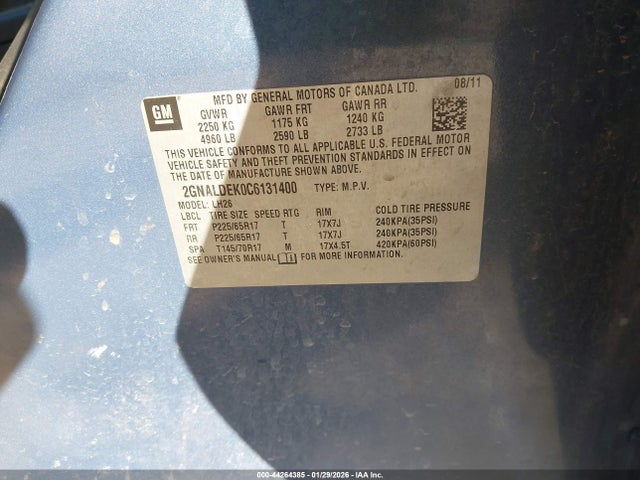 MFD BY GENERAL MOTORS OF CANADA LTD. 08/11
GM
GVWR GAWR FRT GAWR RR
2250 KG 1175 KG 1240 KG
4960 LB 2590 LB 2733 LB
THIS VEHICLE CONFORMS TO ALL APPLICABLE U.S. FEDERAL MOTOR
VEHICLE SAFETY AND THEFT PREVENTION STANDARDS IN EFFECT ON
THE DATE OF MANUFACTURE SHOWN ABOVE.
2GNALDEK0C6131400 TYPE: M.P.V.
MODEL: LH26
LBCL TIRE SIZE SPEED RTG RIM COLD TIRE PRESSURE
FRT P225/65R17 T 17X7J 240KPA(35PSI)
RR P225/65R17 T 17X7J 240KPA(35PSI)
SPA T145/70R17 M 17X4.5T 420KPA(60PSI)
SEE OWNER'S MANUAL FOR MORE INFORMATION.
000-44264385 - 01/29/2026 - IAA Inc.